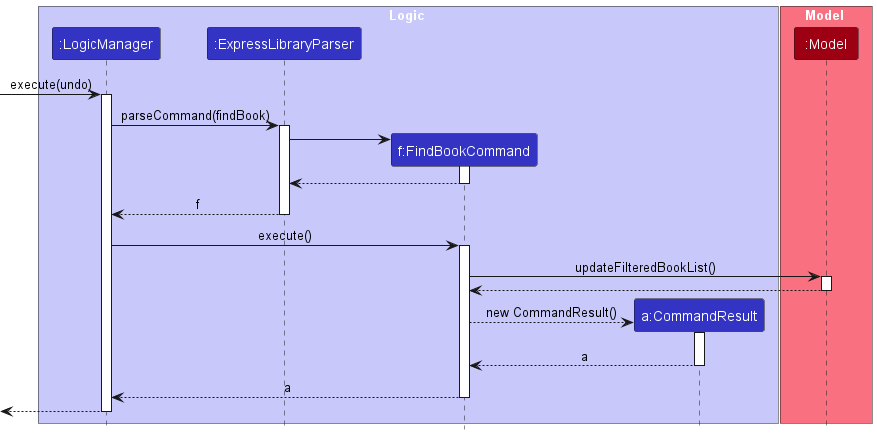 Logic
Model
:LogicManager
:ExpressLibraryParser
:Model
execute(undo)
parseCommand(findBook)
f:FindBookCommand
f
execute()
updateFilteredBookList()
new CommandResult()
a:CommandResult
a
a